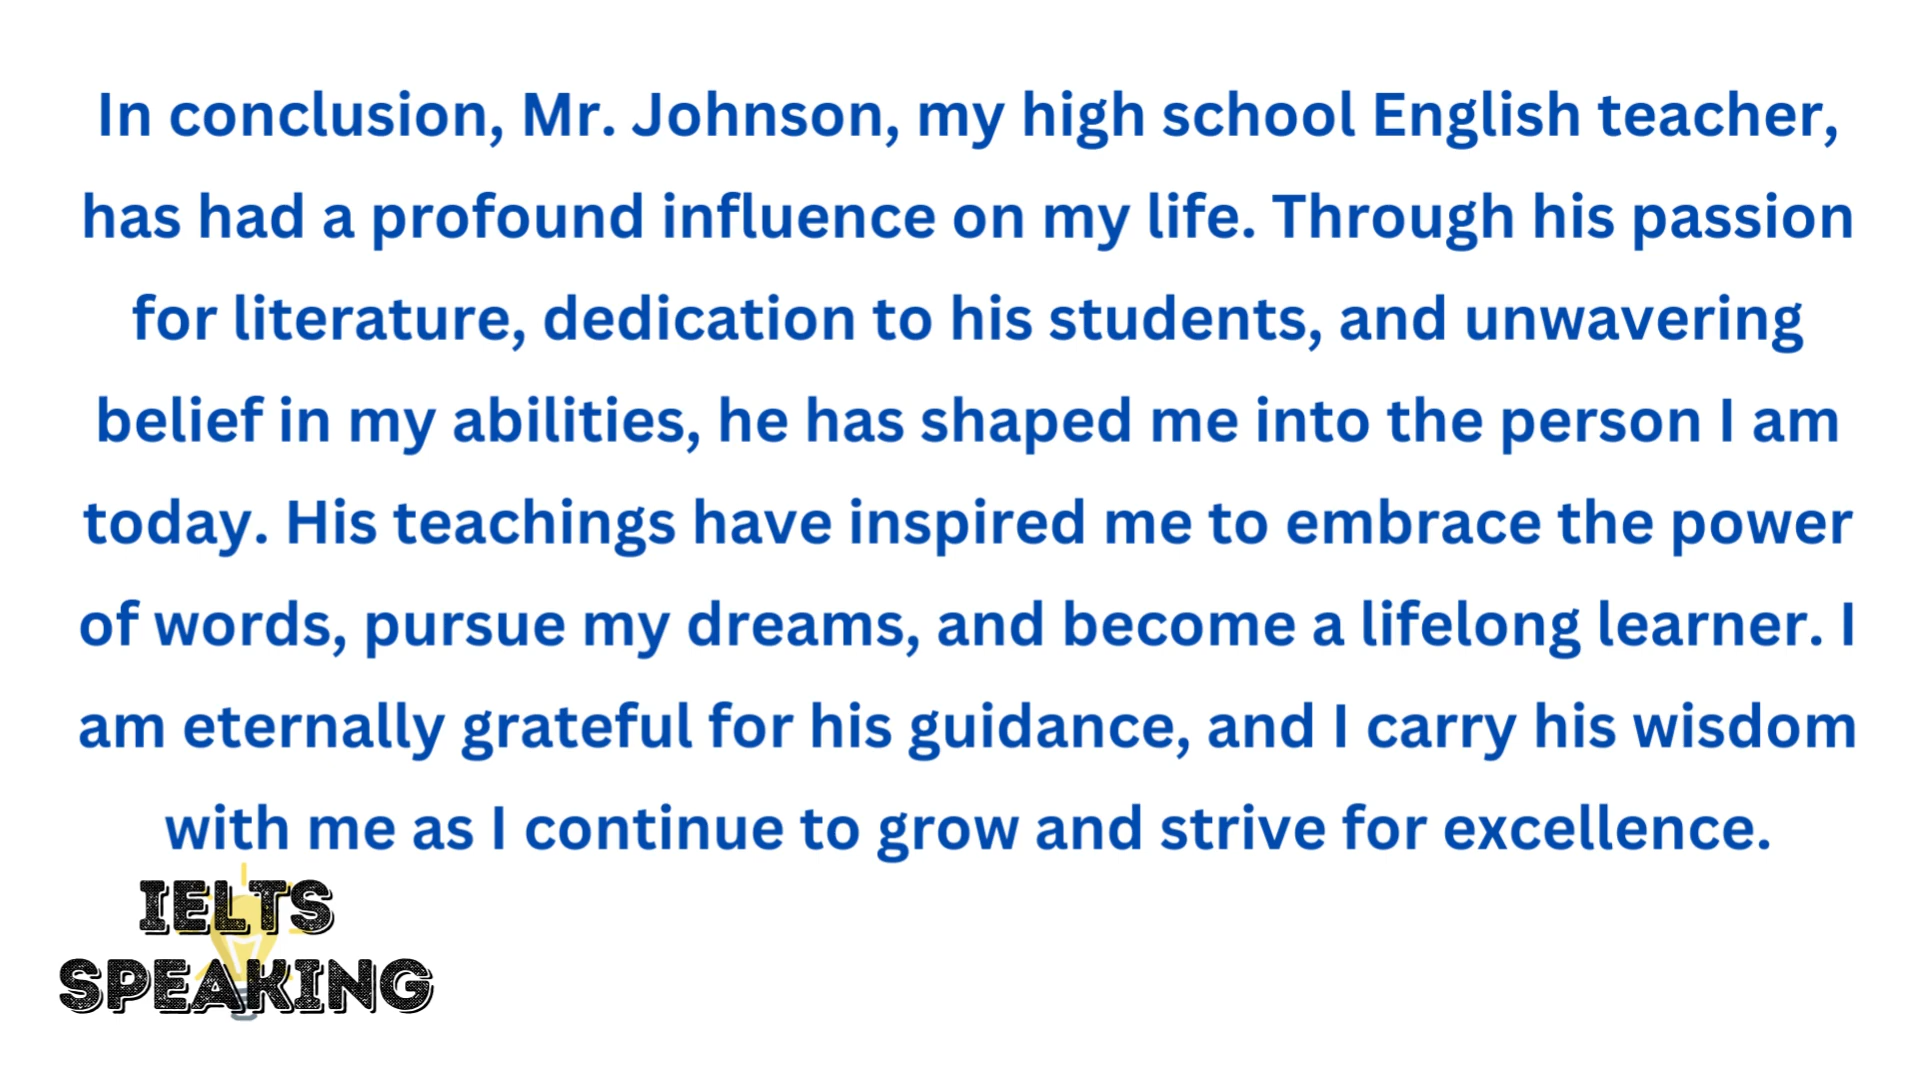 In conclusion, Mr. Johnson, my high school English teacher,
has had a profound influence on my life. Through his passion
for literature, dedication to his students, and unwavering
belief in my abilities, he has shaped me into the person I am
today. His teachings have inspired me to embrace the power
of words, pursue my dreams, and become a lifelong learner. I
am eternally grateful for his guidance, and I carry his wisdom
with me as I continue to grow and strive for excellence.
IELTS
SPEAKING